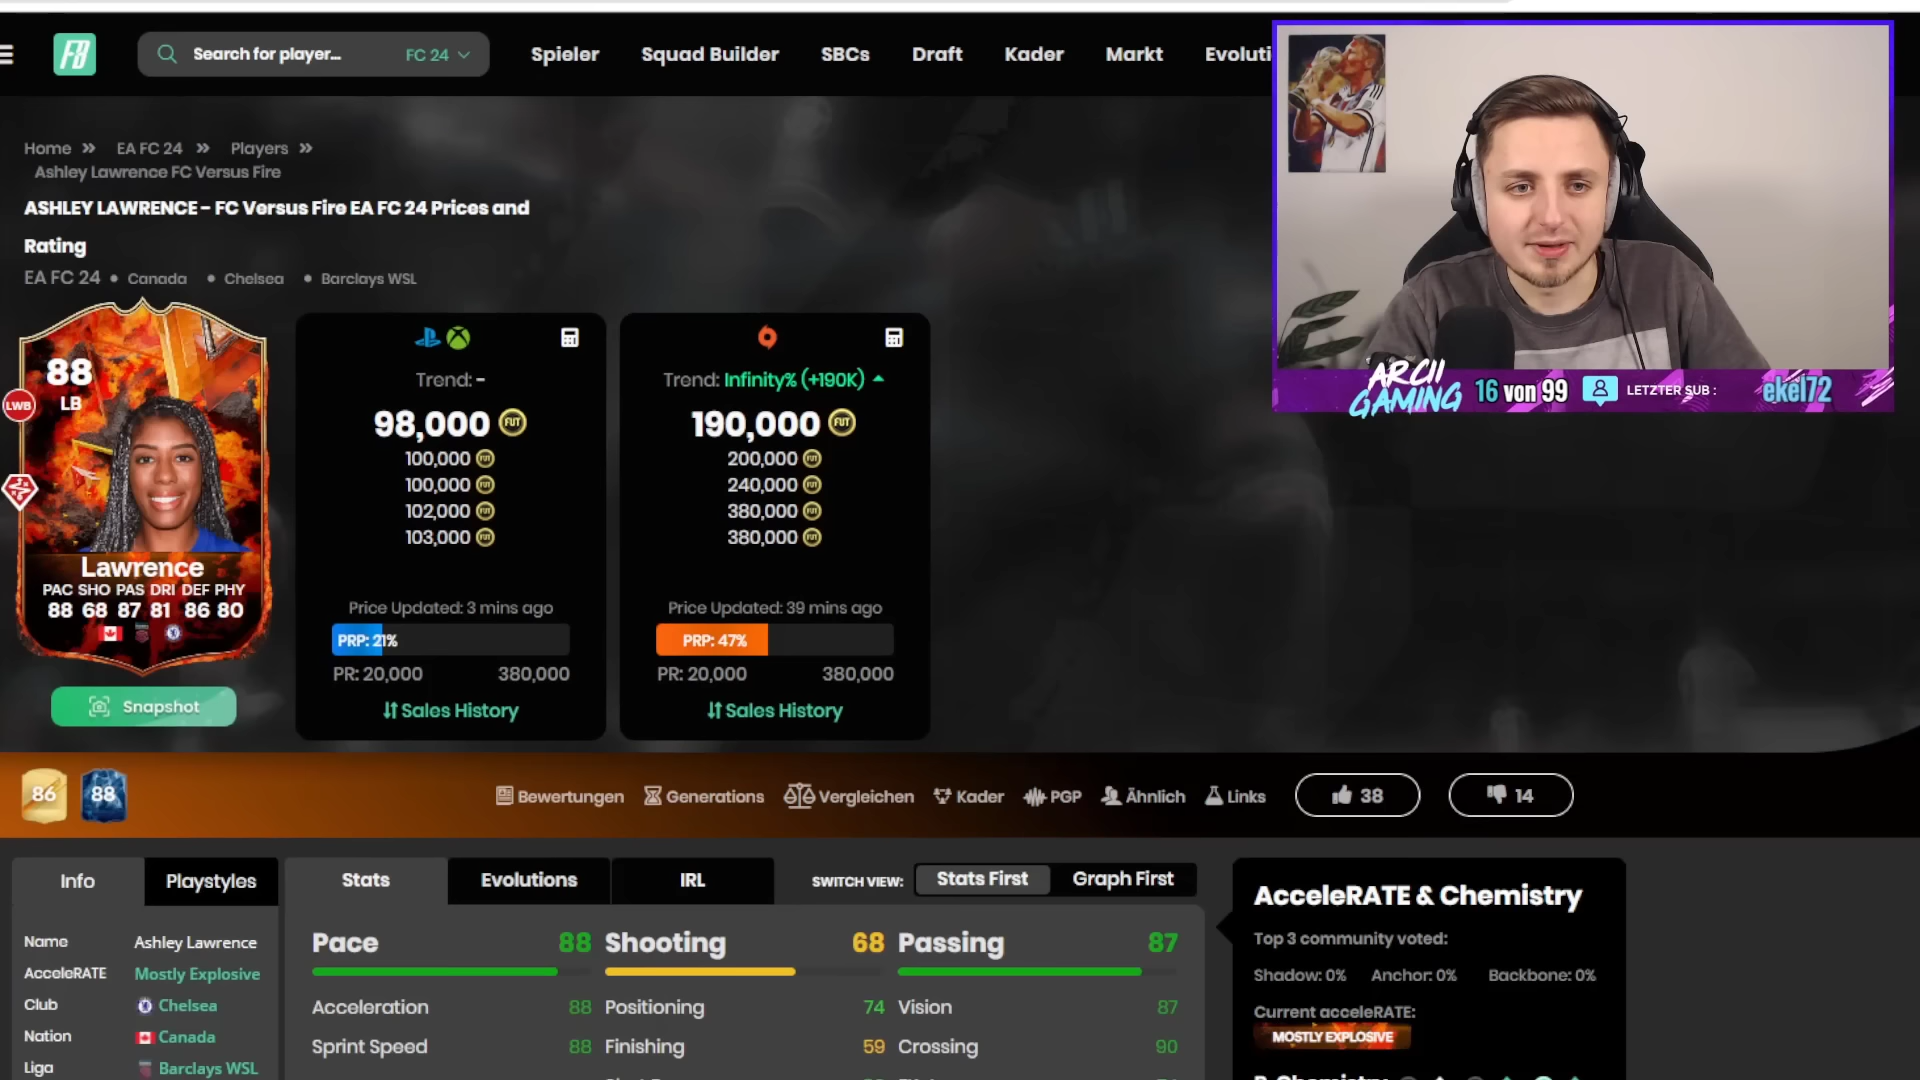 Search for player...
FC 24
Spieler
Squad Builder
SBCs
Draft
Kader
Markt
Evoluti
Home » EA FC 24 » Players »
Ashley Lawrence FC Versus Fire
ASHLEY LAWRENCE - FC Versus Fire EA FC 24 Prices and
Rating
EA FC 24 • Canada • Chelsea • Barclays WSL
88
LB
LWB
Lawrence
PAC SHO PAS DRI DEF PHY
88 68 87 81 86 80
Snapshot
Trend: -
98,000
100,000
100,000
102,000
103,000
Price Updated: 3 mins ago
PRP: 21%
PR: 20,000
380,000
Sales History
Trend: Infinity% (+190K)
190,000
200,000
240,000
380,000
380,000
Price Updated: 39 mins ago
PRP: 47%
PR: 20,000
380,000
Sales History
ARCII
GAMING
16 von 99
LETZTER SUB :
ekel72
86
88
Bewertungen
Generations
Vergleichen
Kader
PGP
Ähnlich
Links
38
14
Info
Playstyles
Name
Ashley Lawrence
AcceleRATE
Mostly Explosive
Club
Chelsea
Nation
Canada
Liga
Barclays WSL
Stats
Evolutions
IRL
SWITCH VIEW:
Stats First
Graph First
Pace 88
Acceleration 88
Sprint Speed 88
Shooting 68
Positioning 74
Finishing 59
Passing 87
Vision 87
Crossing 90
AcceleRATE & Chemistry
Top 3 community voted:
Shadow: 0%
Anchor: 0%
Backbone: 0%
Current acceleRATE:
MOSTLY EXPLOSIVE